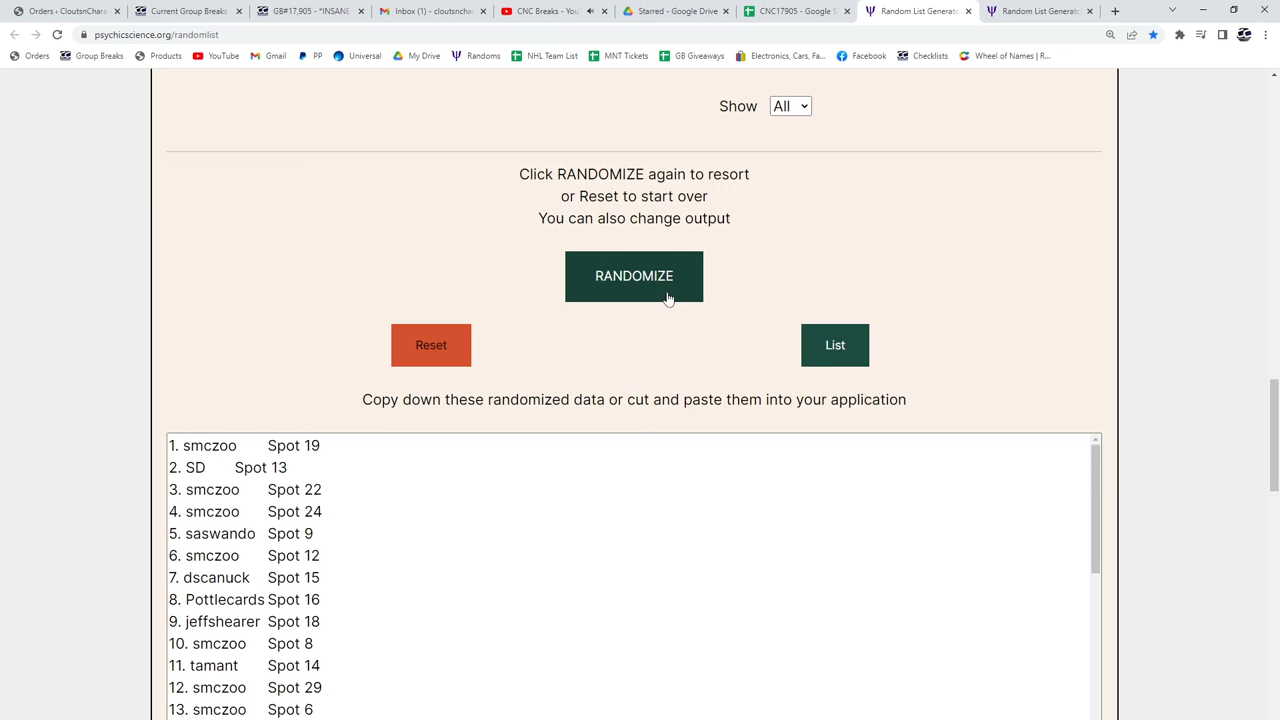 Orders ‹ CloutsnChara
Current Group Breaks
GB#17,905 - *INSANE
Inbox (1) - cloutsnchar
CNC Breaks - You
Starred - Google Drive
CNC17905 - Google S
Random List Generato
Random List Generato
psychicscience.org/randomlist
Orders
Group Breaks
Products
YouTube
Gmail
PP
Universal
My Drive
Randoms
NHL Team List
MNT Tickets
GB Giveaways
Electronics, Cars, Fa...
Facebook
Checklists
Wheel of Names | R...
Show All
Click RANDOMIZE again to resort
or Reset to start over
You can also change output
RANDOMIZE
Reset
List
Copy down these randomized data or cut and paste them into your application
1. smczoo Spot 19
2. SD Spot 13
3. smczoo Spot 22
4. smczoo Spot 24
5. saswando Spot 9
6. smczoo Spot 12
7. dscanuck Spot 15
8. Pottlecards Spot 16
9. jeffshearer Spot 18
10. smczoo Spot 8
11. tamant Spot 14
12. smczoo Spot 29
13. smczoo Spot 6